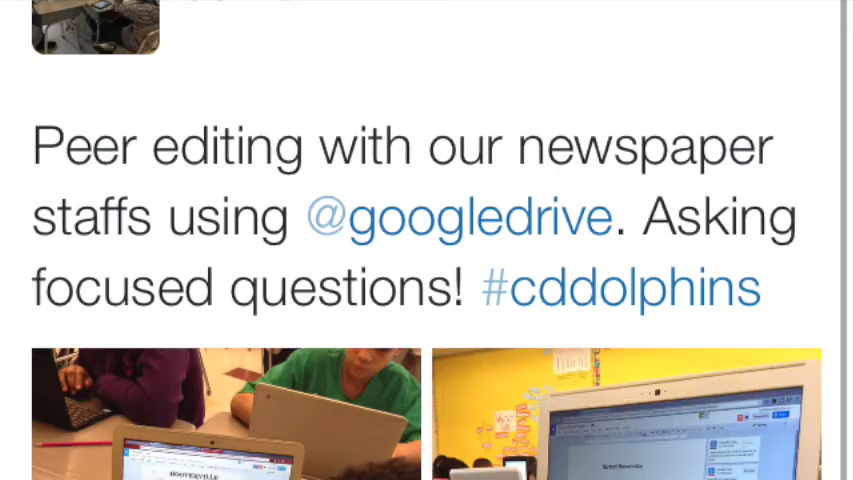 Peer editing with our newspaper
staffs using @googledrive. Asking
focused questions! #cddolphins
HOOVERVILLE